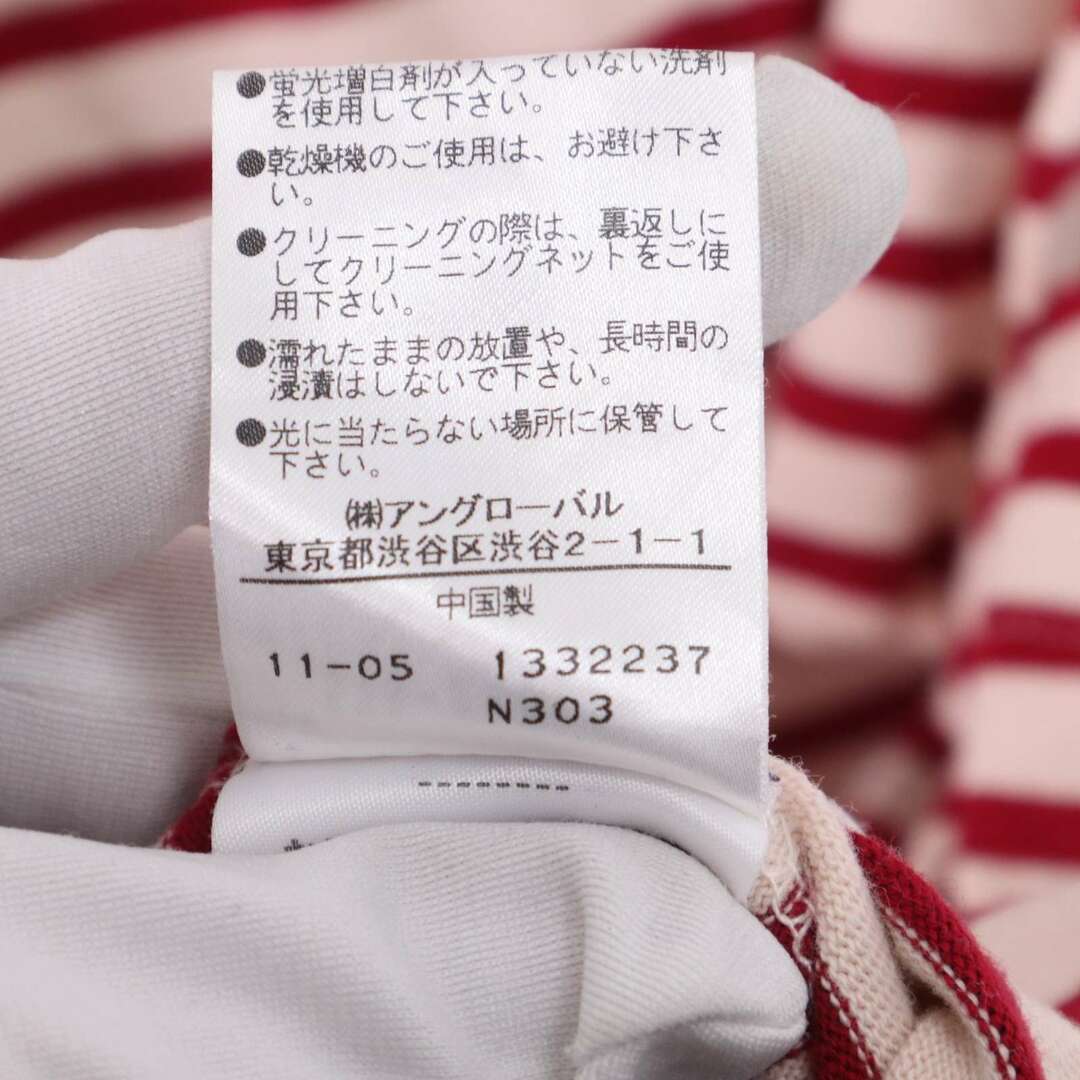 ●蛍光増白剤が入っていない洗剤
を使用して下さい。
●乾燥機のご使用は、お避け下さ
い。
●クリーニングの際は、裏返しに
してクリーニングネットをご使
用下さい。
●濡れたままの放置や、長時間の
浸漬はしないで下さい。
●光に当たらない場所に保管して
下さい。
㈱アングローバル
東京都渋谷区渋谷2-1-1
中国製
11-05 1332237
N303